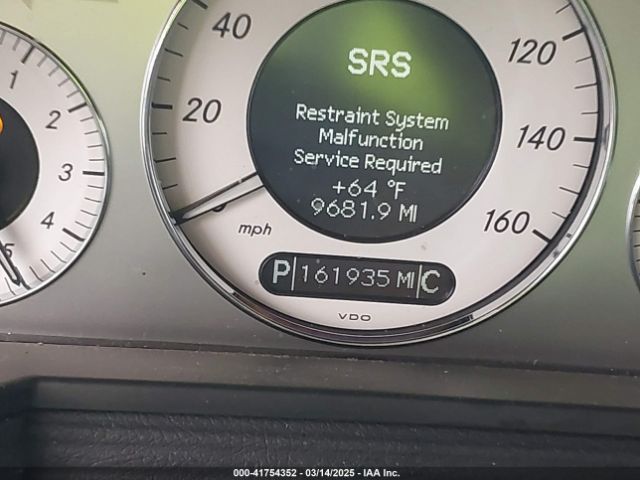 40
120
1
SRS
2
20
Restraint System
Malfunction
Service Required
140
3
+64 °F
9681.9 MI
4
160
mph
5
P 161935 MI C
VDO
000-41754352 - 03/14/2025 - IAA Inc.